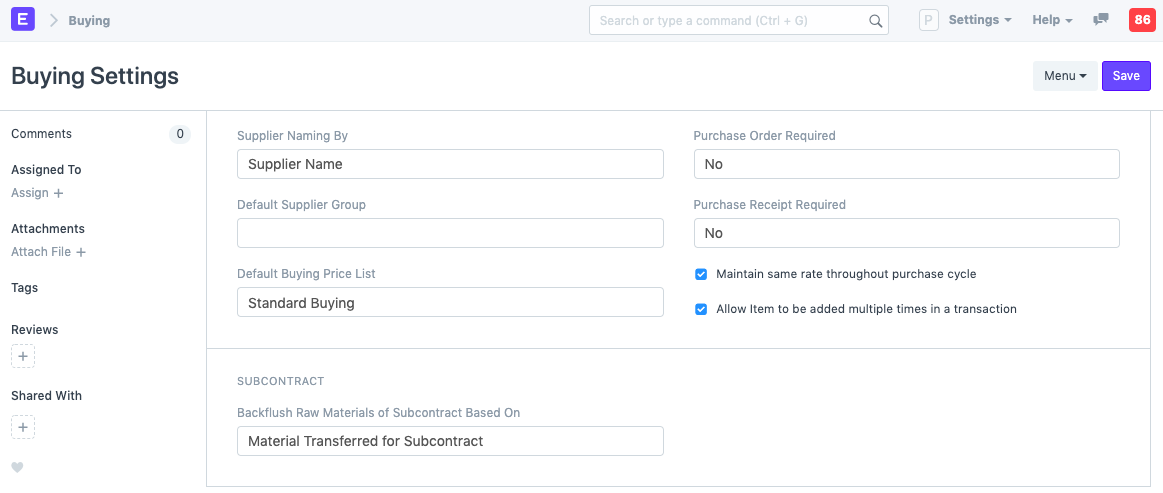 E Buying Search or type a command (Ctrl + G) P Settings Help 86
Buying Settings Menu Save
Comments 0
Assigned To
Assign +
Attachments
Attach File +
Tags
Reviews
+
Shared With
+
Supplier Naming By
Supplier Name
Default Supplier Group
Default Buying Price List
Standard Buying
Purchase Order Required
No
Purchase Receipt Required
No
Maintain same rate throughout purchase cycle
Allow Item to be added multiple times in a transaction
SUBCONTRACT
Backflush Raw Materials of Subcontract Based On
Material Transferred for Subcontract